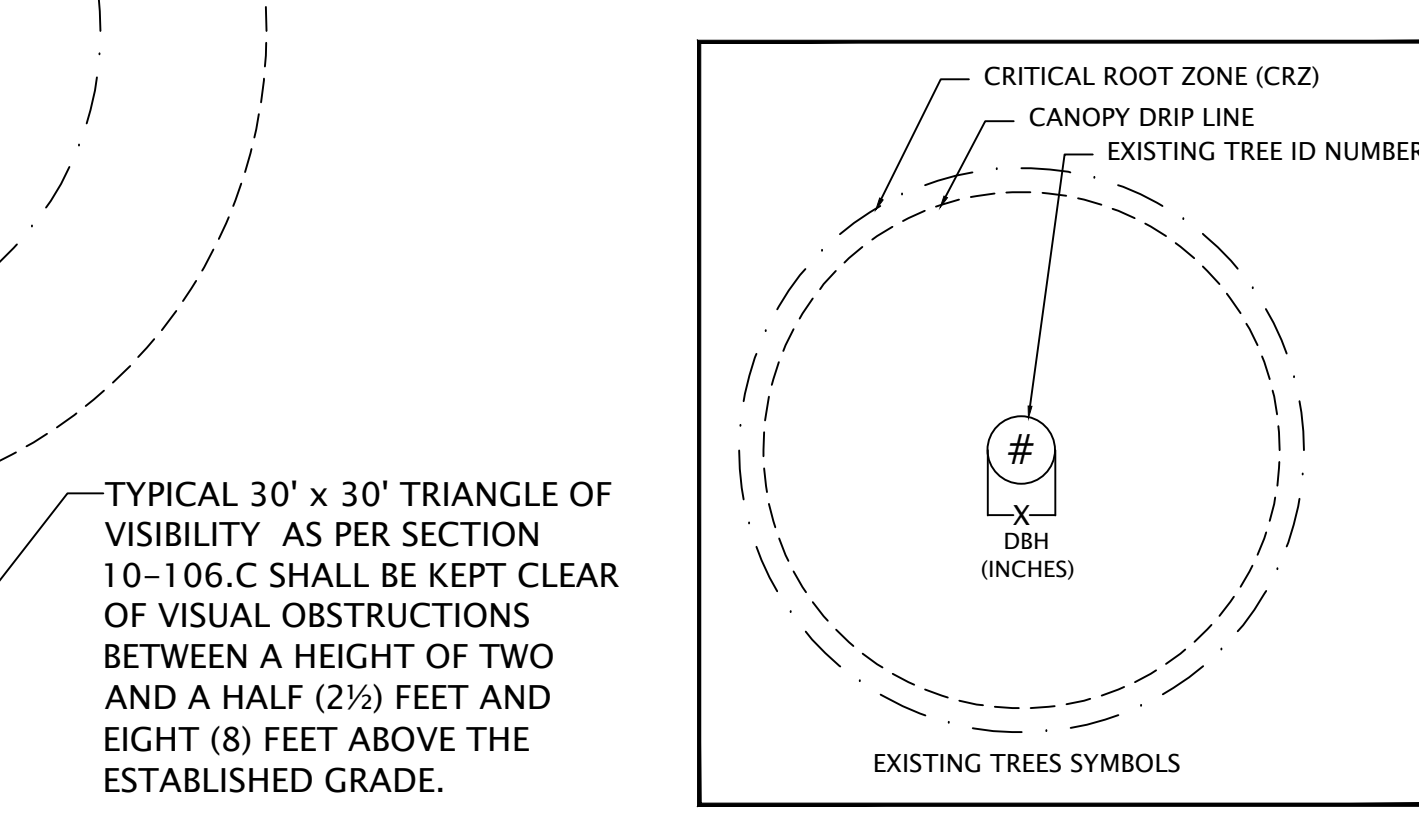 TYPICAL 30' x 30' TRIANGLE OF
VISIBILITY AS PER SECTION
10-106.C SHALL BE KEPT CLEAR
OF VISUAL OBSTRUCTIONS
BETWEEN A HEIGHT OF TWO
AND A HALF (2½) FEET AND
EIGHT (8) FEET ABOVE THE
ESTABLISHED GRADE.
CRITICAL ROOT ZONE (CRZ)
CANOPY DRIP LINE
EXISTING TREE ID NUMBER
#
X
DBH
(INCHES)
EXISTING TREES SYMBOLS